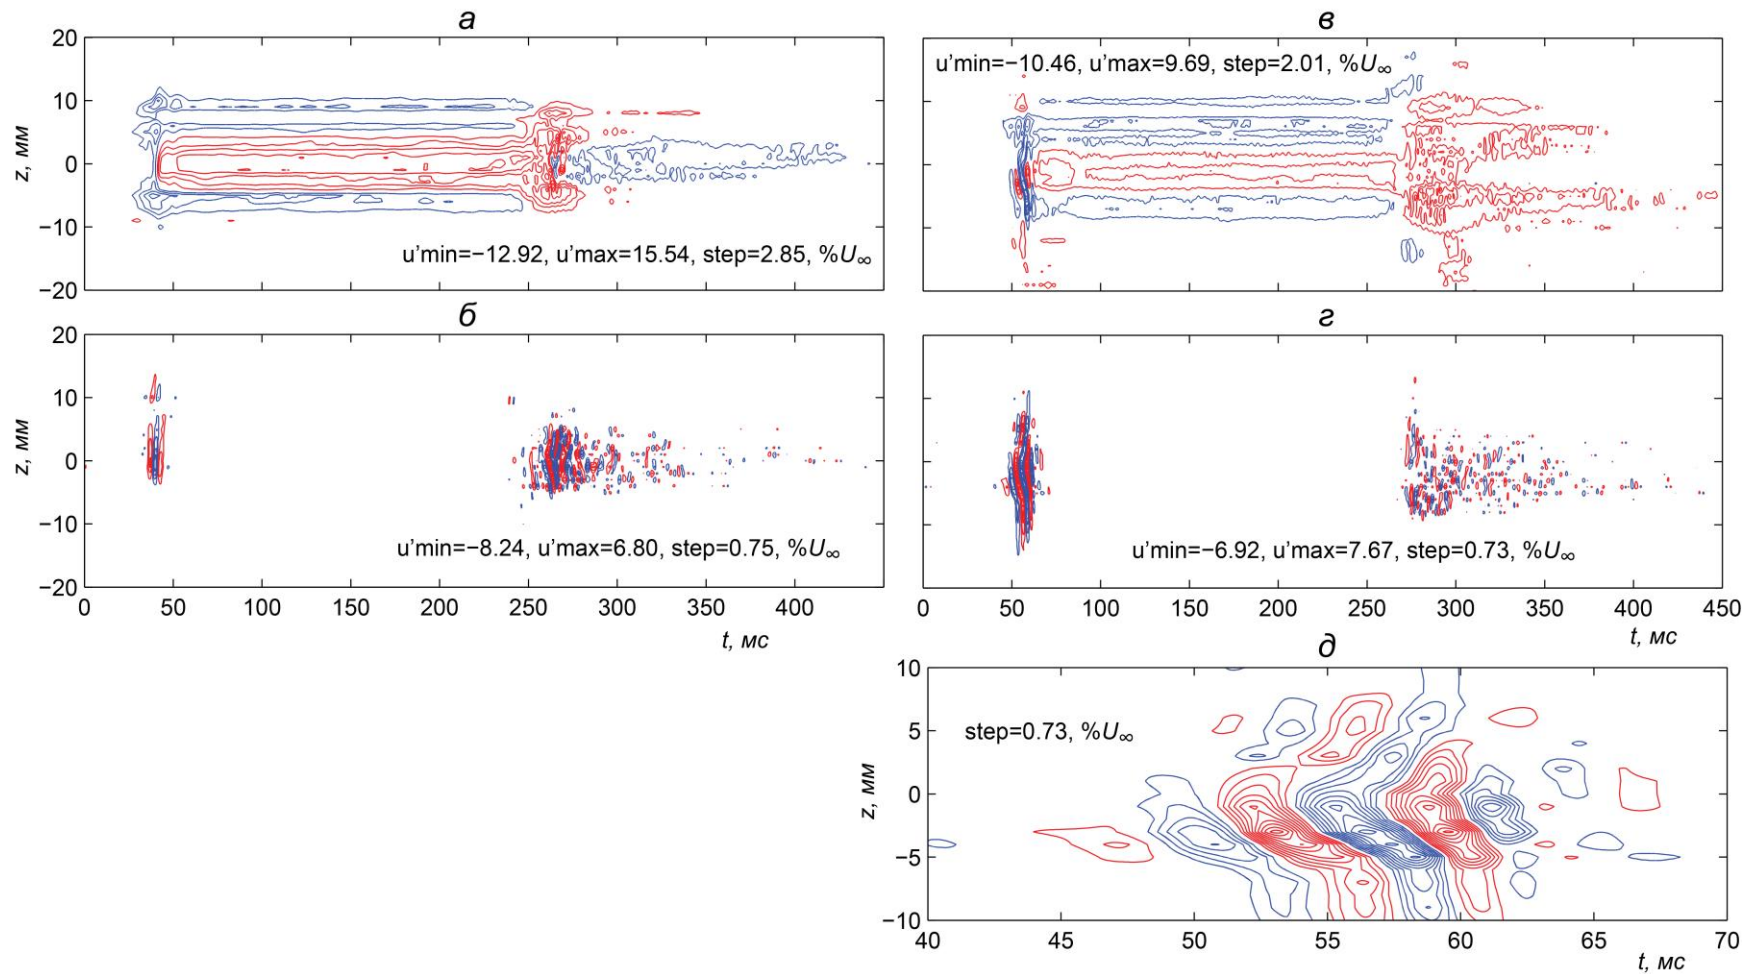 а
20
10
0
−10
−20
z, мм
u’min=−12.92, u’max=15.54, step=2.85, %U∞
в
u’min=−10.46, u’max=9.69, step=2.01, %U∞
б
20
10
0
−10
−20
z, мм
u’min=−8.24, u’max=6.80, step=0.75, %U∞
0 50 100 150 200 250 300 350 400
t, мс
г
u’min=−6.92, u’max=7.67, step=0.73, %U∞
0 50 100 150 200 250 300 350 400 450
t, мс
д
10
5
0
−5
−10
z, мм
step=0.73, %U∞
40 45 50 55 60 65 70
t, мс